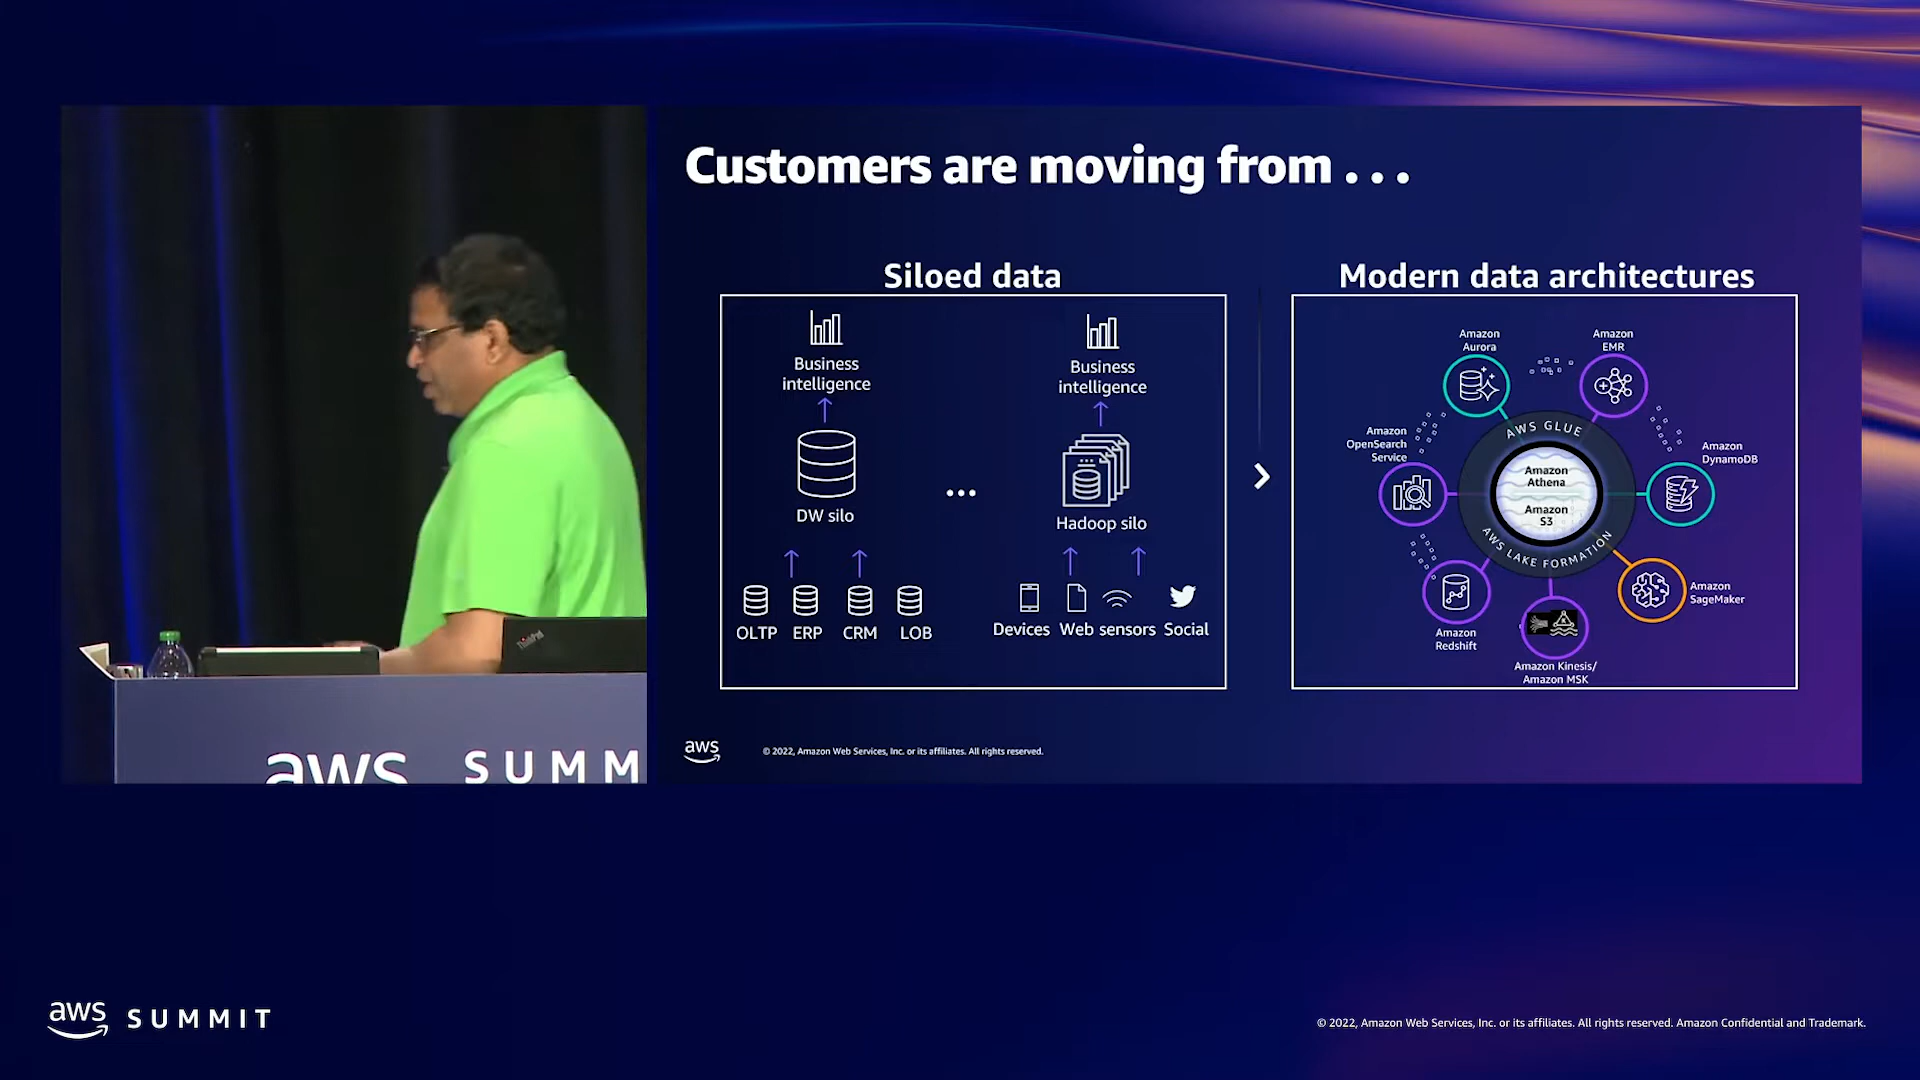 Customers are moving from . . .
Siloed data
Business
intelligence
DW silo
OLTP
ERP
CRM
LOB
...
Business
intelligence
Hadoop silo
Devices
Web sensors
Social
Modern data architectures
Amazon
Aurora
Amazon
EMR
Amazon
OpenSearch
Service
Amazon
DynamoDB
AWS GLUE
Amazon
Athena
Amazon
S3
AWS LAKE FORMATION
Amazon
Redshift
Amazon Kinesis/
Amazon MSK
Amazon
SageMaker
aws
© 2022, Amazon Web Services, Inc. or its affiliates. All rights reserved.
ThinkPad
aws SUMM
aws SUMMIT
© 2022, Amazon Web Services, Inc. or its affiliates. All rights reserved. Amazon Confidential and Trademark.